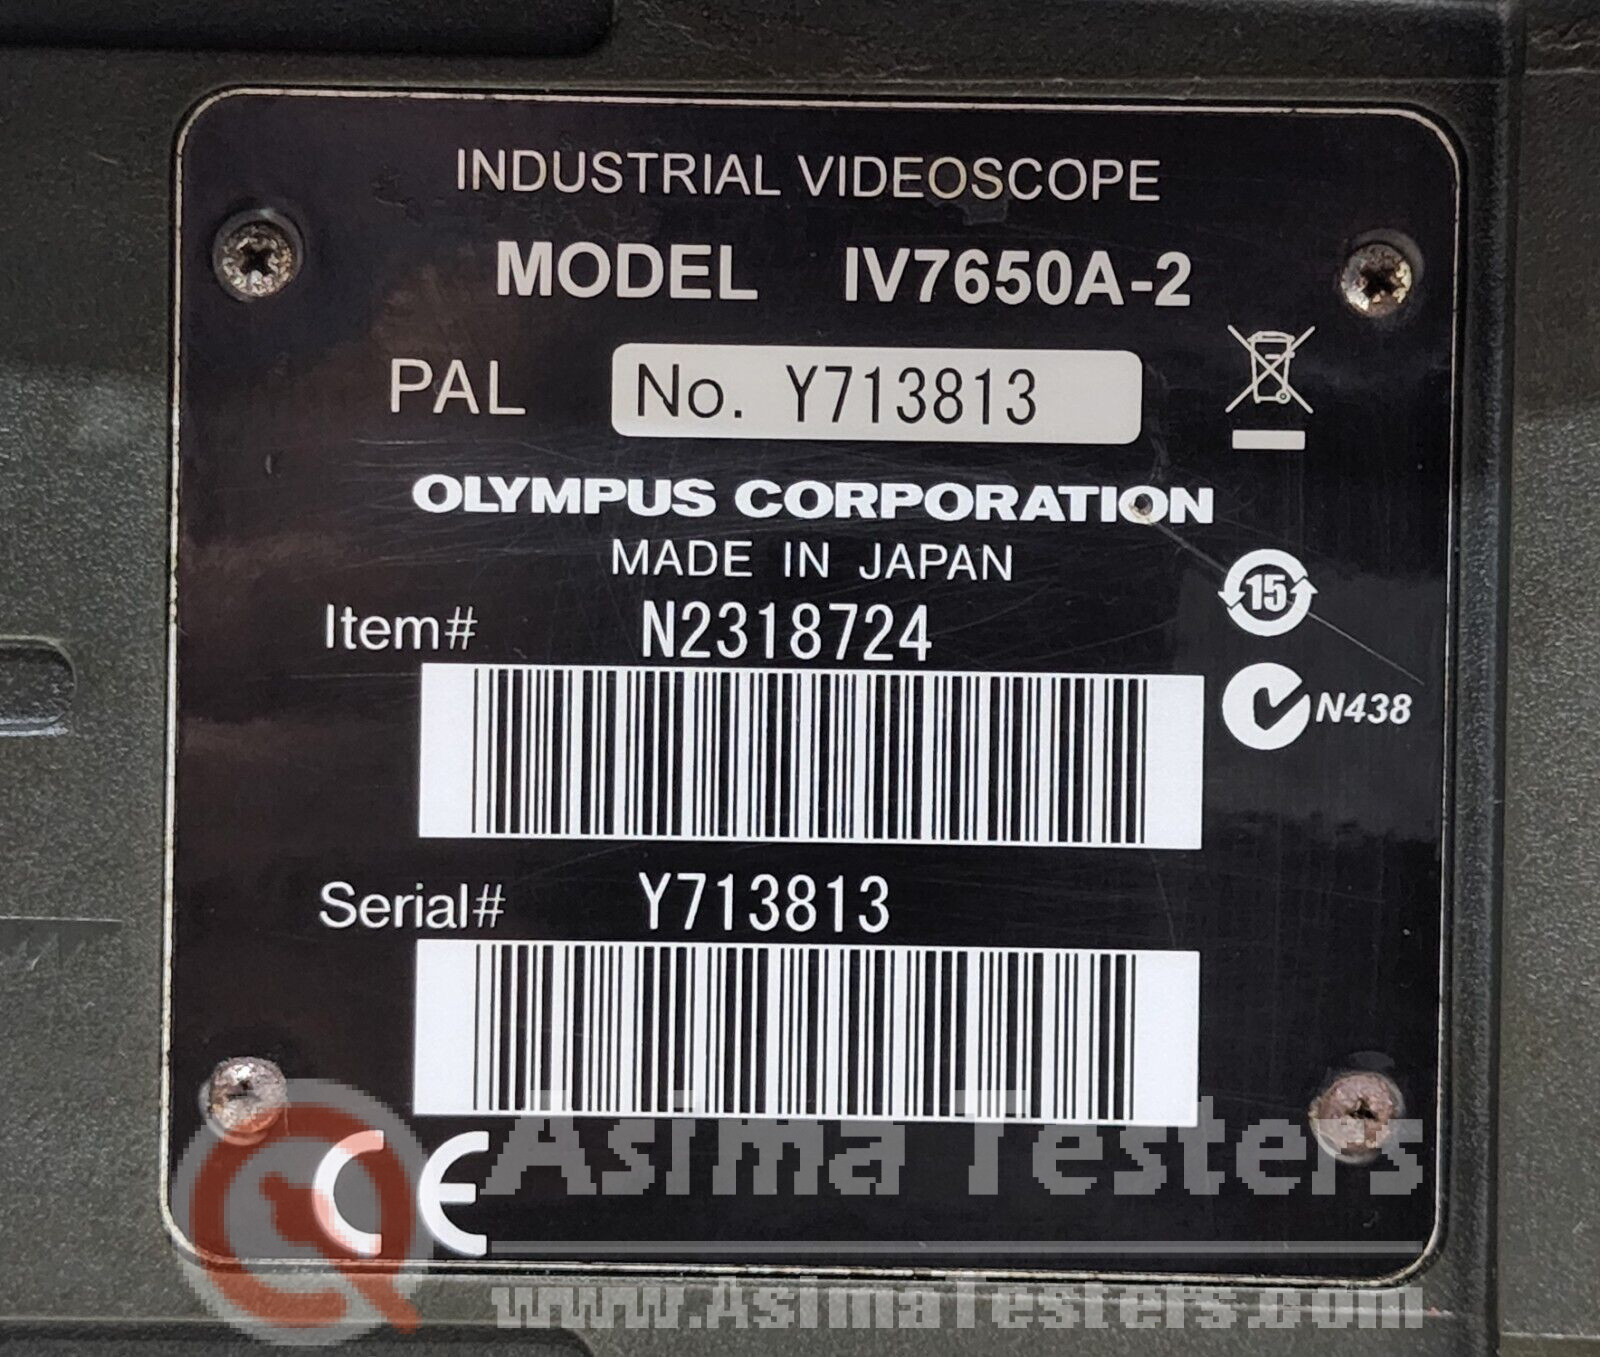 INDUSTRIAL VIDEOSCOPE
MODEL IV7650A-2
PAL No. Y713813
OLYMPUS CORPORATION
MADE IN JAPAN
15
Item# N2318724
N438
Serial# Y713813
CE
Asima Testers
www.AsimaTesters.com